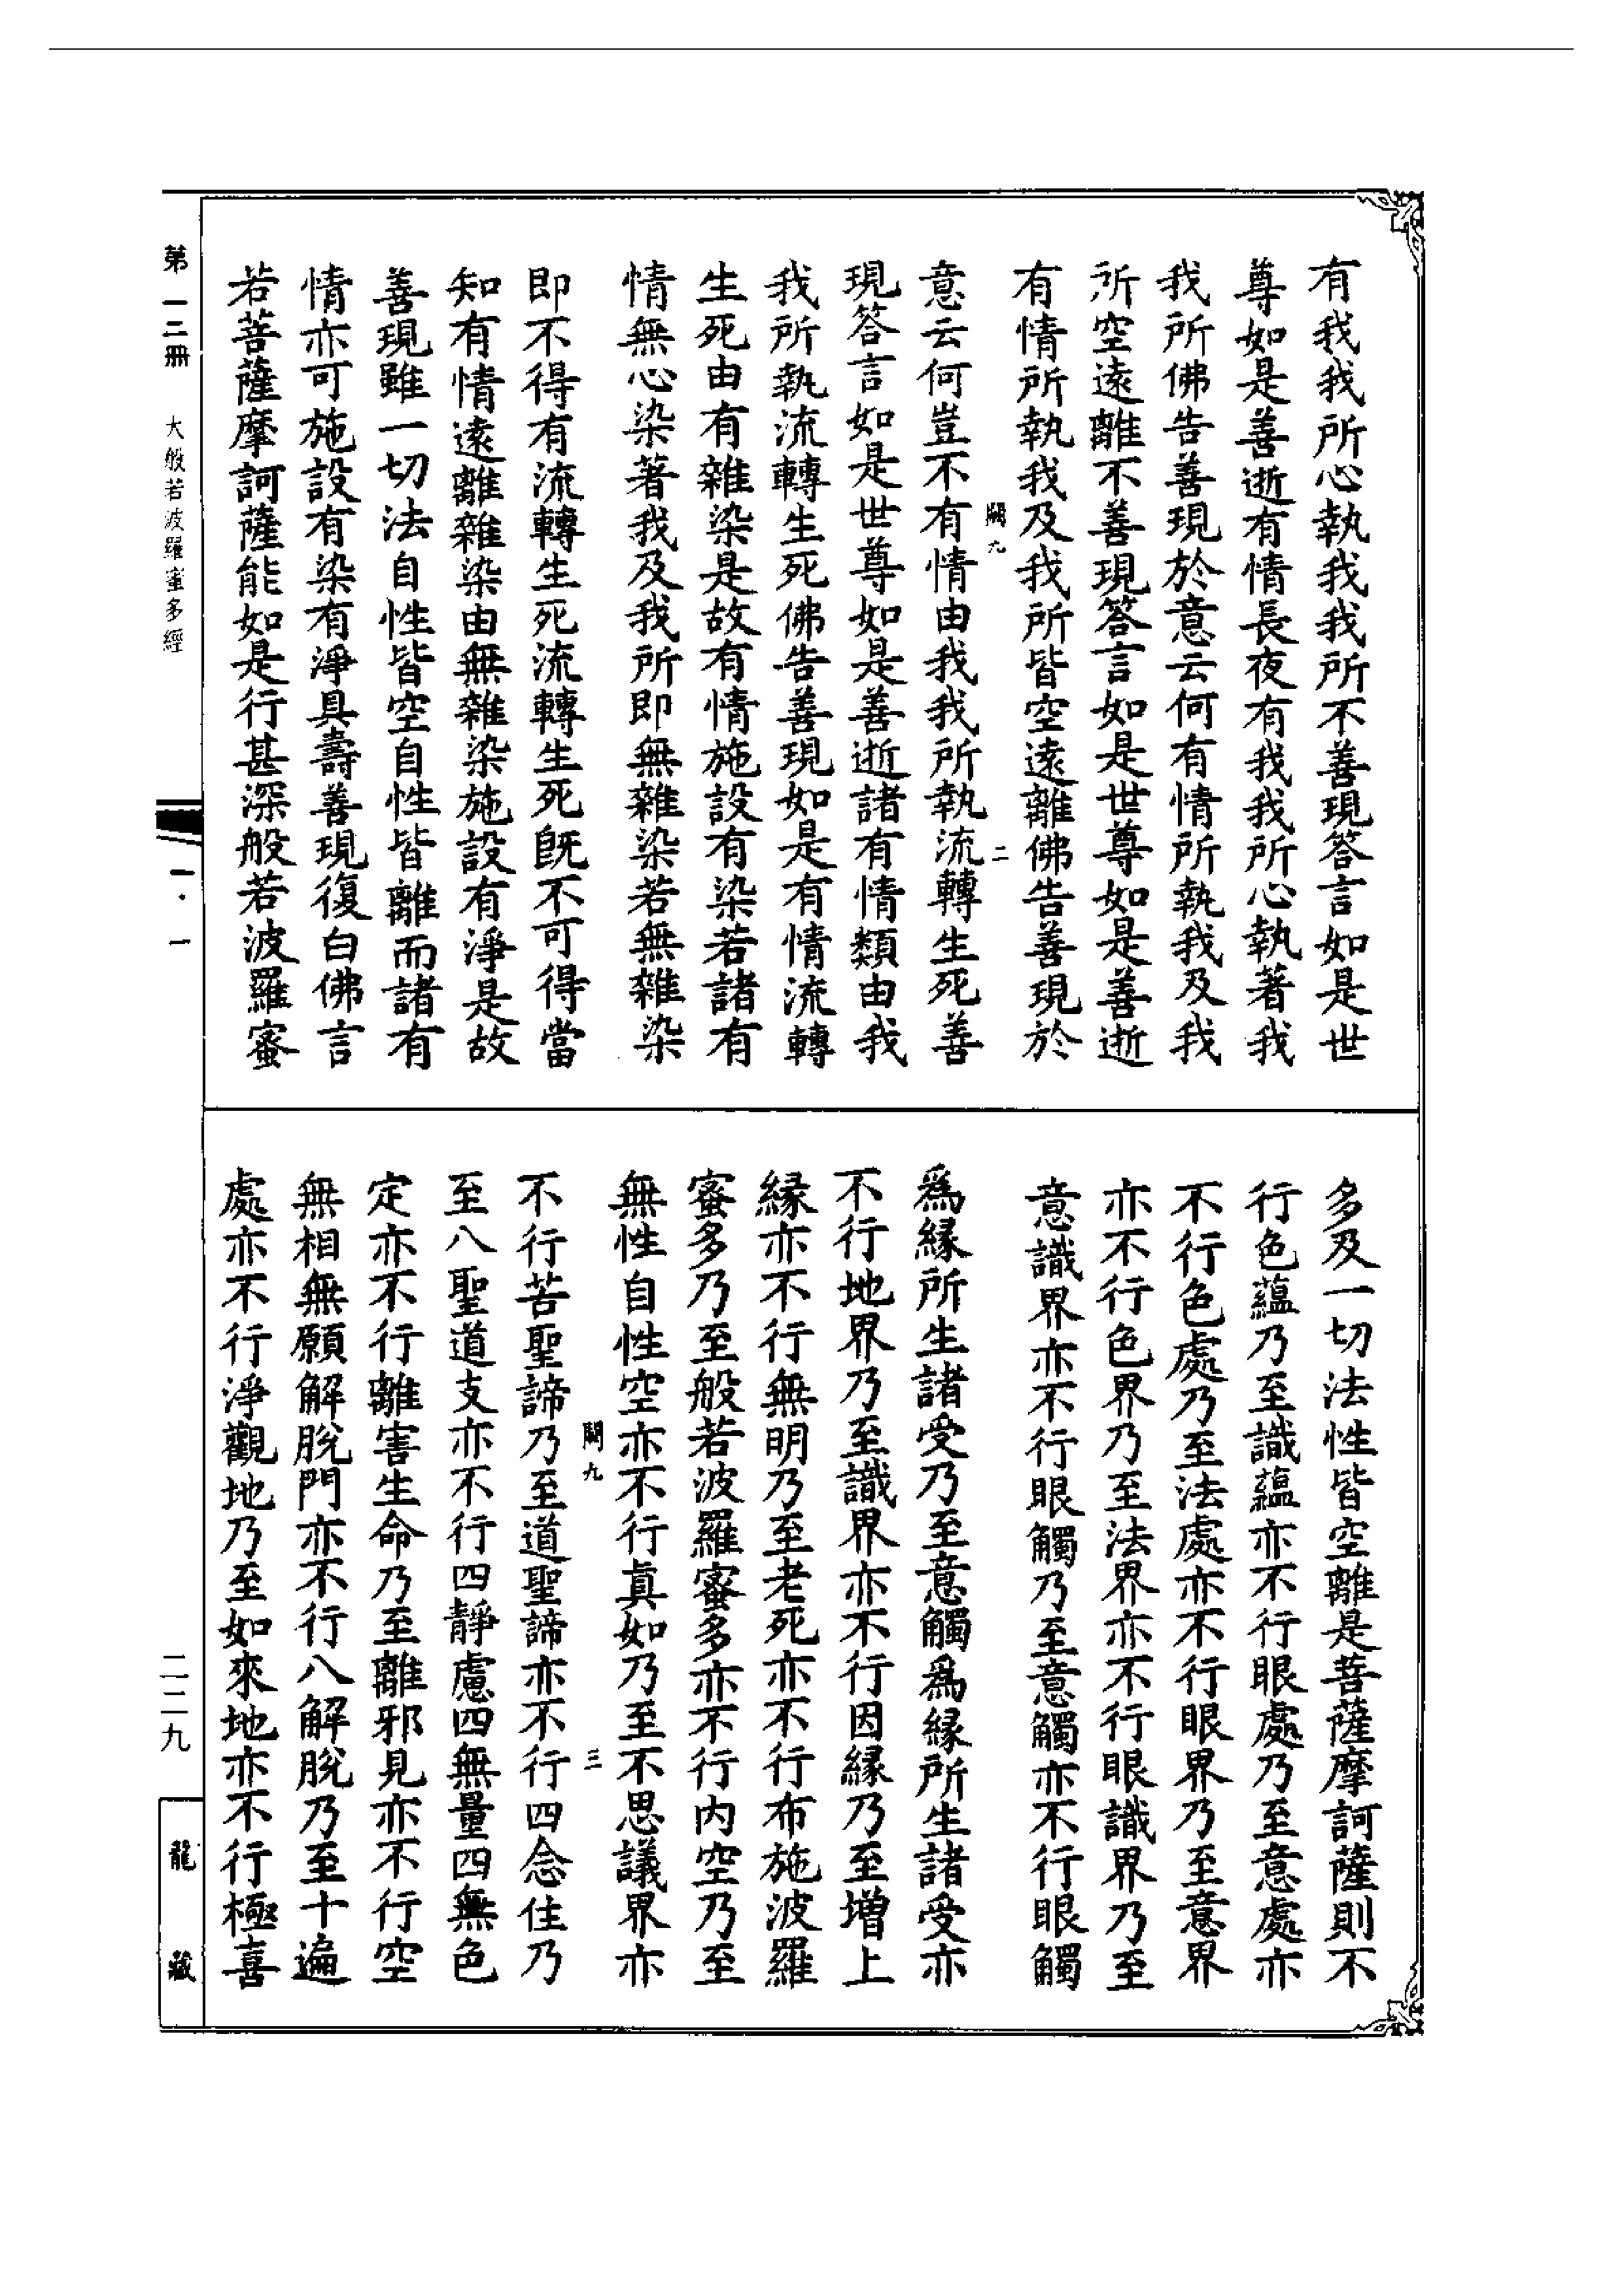 有我我所心執我我所不善現答言如是世
尊如是善逝有情長夜有我我所心執著我
我所佛告善現於意云何有情所執我及我
所空遠離不善現答言如是世尊如是善逝
有情所執我及我所皆空遠離佛告善現於
闕九 二
意云何豈不有情由我我所執流轉生死善
現答言如是世尊如是善逝諸有情類由我
我所執流轉生死佛告善現如是有情流轉
生死由有雜染是故有情施設有染若諸有
情無心染著我及我所即無雜染若無雜染
即不得有流轉生死流轉生死旣不可得當
知有情遠離雜染由無雜染施設有淨是故
善現雖一切法自性皆空自性皆離而諸有
情亦可施設有染有淨具壽善現復白佛言
若菩薩摩訶薩能如是行甚深般若波羅蜜
多及一切法性皆空離是菩薩摩訶薩則不
行色蘊乃至識蘊亦不行眼處乃至意處亦
不行色處乃至法處亦不行眼界乃至意界
亦不行色界乃至法界亦不行眼識界乃至
意識界亦不行眼觸乃至意觸亦不行眼觸
爲緣所生諸受乃至意觸爲緣所生諸受亦
不行地界乃至識界亦不行因緣乃至增上
緣亦不行無明乃至老死亦不行布施波羅
蜜多乃至般若波羅蜜多亦不行內空乃至
無性自性空亦不行眞如乃至不思議界亦
闕九 三
不行苦聖諦乃至道聖諦亦不行四念住乃
至八聖道支亦不行四靜慮四無量四無色
定亦不行離害生命乃至離邪見亦不行空
無相無願解脫門亦不行八解脫乃至十遍
處亦不行淨觀地乃至如來地亦不行極喜
第一二冊 大般若波羅蜜多經 一·一 二二九 龍藏